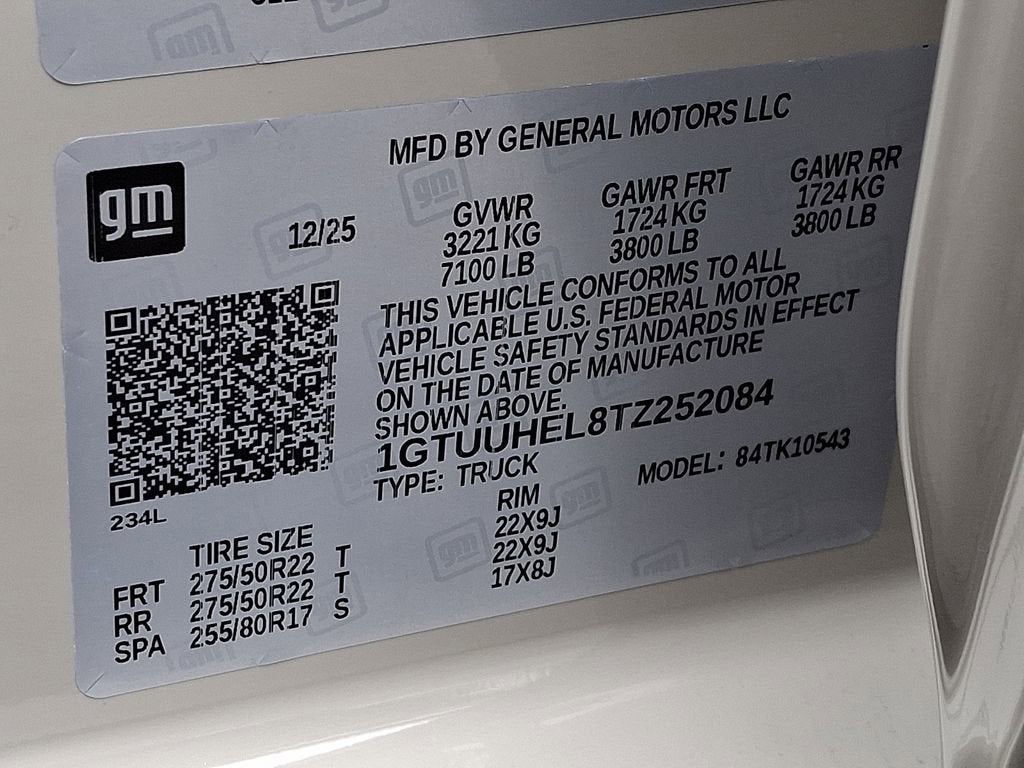 gm
MFD BY GENERAL MOTORS LLC
12/25
GVWR
3221 KG
7100 LB
GAWR FRT
1724 KG
3800 LB
GAWR RR
1724 KG
3800 LB
THIS VEHICLE CONFORMS TO ALL
APPLICABLE U.S. FEDERAL MOTOR
VEHICLE SAFETY STANDARDS IN EFFECT
ON THE DATE OF MANUFACTURE
SHOWN ABOVE.
1GTUUHEL8TZ252084
TYPE: TRUCK
MODEL: 84TK10543
234L
TIRE SIZE
RIM
FRT 275/50R22 T 22X9J
RR 275/50R22 T 22X9J
SPA 255/80R17 S 17X8J